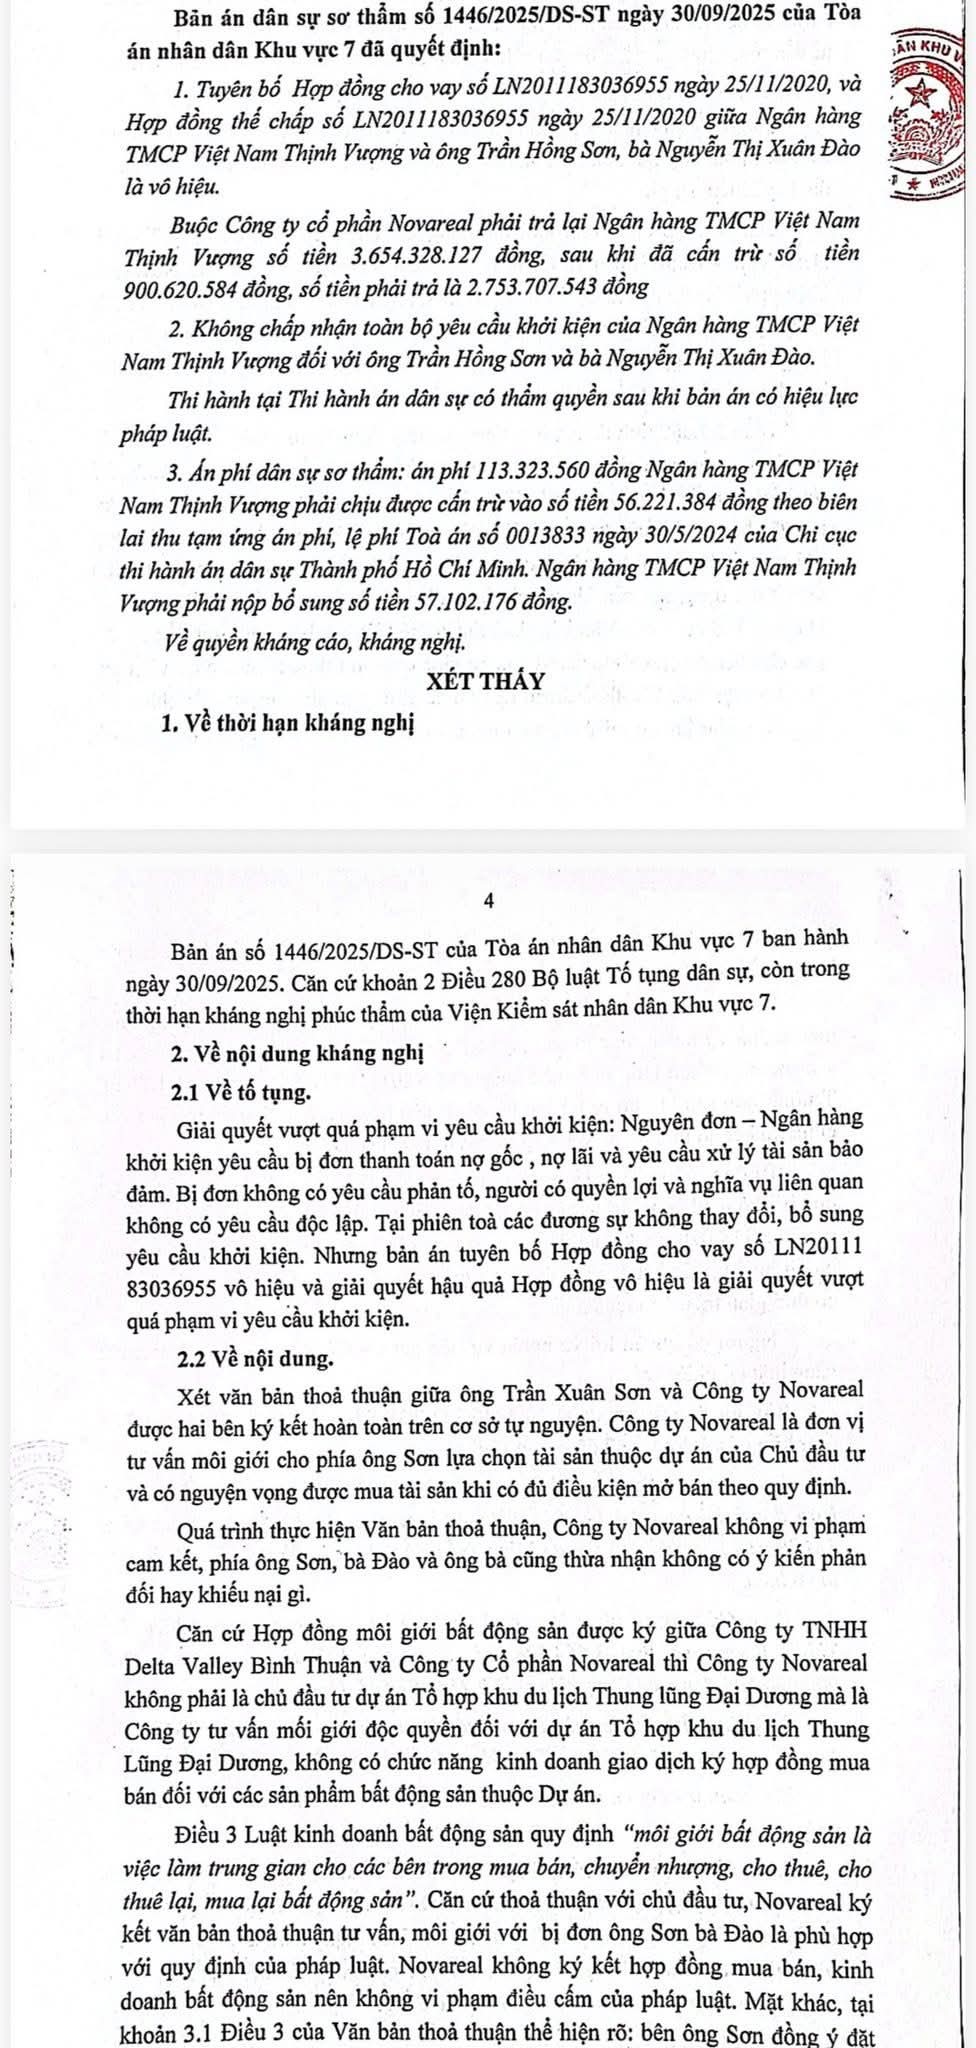 Bản án dân sự sơ thẩm số 1446/2025/DS-ST ngày 30/09/2025 của Tòa
án nhân dân Khu vực 7 đã quyết định:
1. Tuyên bố Hợp đồng cho vay số LN2011183036955 ngày 25/11/2020, và
Hợp đồng thế chấp số LN2011183036955 ngày 25/11/2020 giữa Ngân hàng
TMCP Việt Nam Thịnh Vượng và ông Trần Hồng Sơn, bà Nguyễn Thị Xuân Đào
là vô hiệu.
Buộc Công ty cổ phần Novareal phải trả lại Ngân hàng TMCP Việt Nam
Thịnh Vượng số tiền 3.654.328.127 đồng, sau khi đã cấn trừ số tiền
900.620.584 đồng, số tiền phải trả là 2.753.707.543 đồng
2. Không chấp nhận toàn bộ yêu cầu khởi kiện của Ngân hàng TMCP Việt
Nam Thịnh Vượng đối với ông Trần Hồng Sơn và bà Nguyễn Thị Xuân Đào.
Thi hành tại Thi hành án dân sự có thẩm quyền sau khi bản án có hiệu lực
pháp luật.
3. Án phí dân sự sơ thẩm: án phí 113.323.560 đồng Ngân hàng TMCP Việt
Nam Thịnh Vượng phải chịu được cấn trừ vào số tiền 56.221.384 đồng theo biên
lai thu tạm ứng án phí, lệ phí Toà án số 0013833 ngày 30/5/2024 của Chi cục
thi hành án dân sự Thành phố Hồ Chí Minh. Ngân hàng TMCP Việt Nam Thịnh
Vượng phải nộp bổ sung số tiền 57.102.176 đồng.
Về quyền kháng cáo, kháng nghị.
XÉT THẤY
1. Về thời hạn kháng nghị
ÂN KHU V
4
Bản án số 1446/2025/DS-ST của Tòa án nhân dân Khu vực 7 ban hành
ngày 30/09/2025. Căn cứ khoản 2 Điều 280 Bộ luật Tố tụng dân sự, còn trong
thời hạn kháng nghị phúc thẩm của Viện Kiểm sát nhân dân Khu vực 7.
2. Về nội dung kháng nghị
2.1 Về tố tụng.
Giải quyết vượt quá phạm vi yêu cầu khởi kiện: Nguyên đơn – Ngân hàng
khởi kiện yêu cầu bị đơn thanh toán nợ gốc , nợ lãi và yêu cầu xử lý tài sản bảo
đảm. Bị đơn không có yêu cầu phản tố, người có quyền lợi và nghĩa vụ liên quan
không có yêu cầu độc lập. Tại phiên toà các đương sự không thay đổi, bổ sung
yêu cầu khởi kiện. Nhưng bản án tuyên bố Hợp đồng cho vay số LN20111
83036955 vô hiệu và giải quyết hậu quả Hợp đồng vô hiệu là giải quyết vượt
quá phạm vi yêu cầu khởi kiện.
2.2 Về nội dung.
Xét văn bản thoả thuận giữa ông Trần Xuân Sơn và Công ty Novareal
được hai bên ký kết hoàn toàn trên cơ sở tự nguyện. Công ty Novareal là đơn vị
tư vấn môi giới cho phía ông Sơn lựa chọn tài sản thuộc dự án của Chủ đầu tư
và có nguyện vọng được mua tài sản khi có đủ điều kiện mở bán theo quy định.
Quá trình thực hiện Văn bản thoả thuận, Công ty Novareal không vi phạm
cam kết, phía ông Sơn, bà Đào và ông bà cũng thừa nhận không có ý kiến phản
đối hay khiếu nại gì.
Căn cứ Hợp đồng môi giới bất động sản được ký giữa Công ty TNHH
Delta Valley Bình Thuận và Công ty Cổ phần Novareal thì Công ty Novareal
không phải là chủ đầu tư dự án Tổ hợp khu du lịch Thung lũng Đại Dương mà là
Công ty tư vấn mối giới độc quyền đối với dự án Tổ hợp khu du lịch Thung
Lũng Đại Dương, không có chức năng kinh doanh giao dịch ký hợp đồng mua
bán đối với các sản phẩm bất động sản thuộc Dự án.
Điều 3 Luật kinh doanh bất động sản quy định “môi giới bất động sản là
việc làm trung gian cho các bên trong mua bán, chuyển nhượng, cho thuê, cho
thuê lại, mua lại bất động sản”. Căn cứ thoả thuận với chủ đầu tư, Novareal ký
kết văn bản thoả thuận tư vấn, môi giới với bị đơn ông Sơn bà Đào là phù hợp
với quy định của pháp luật. Novareal không ký kết hợp đồng mua bán, kinh
doanh bất động sản nên không vi phạm điều cấm của pháp luật. Mặt khác, tại
khoản 3.1 Điều 3 của Văn bản thoả thuận thể hiện rõ: bên ông Sơn đồng ý đặt